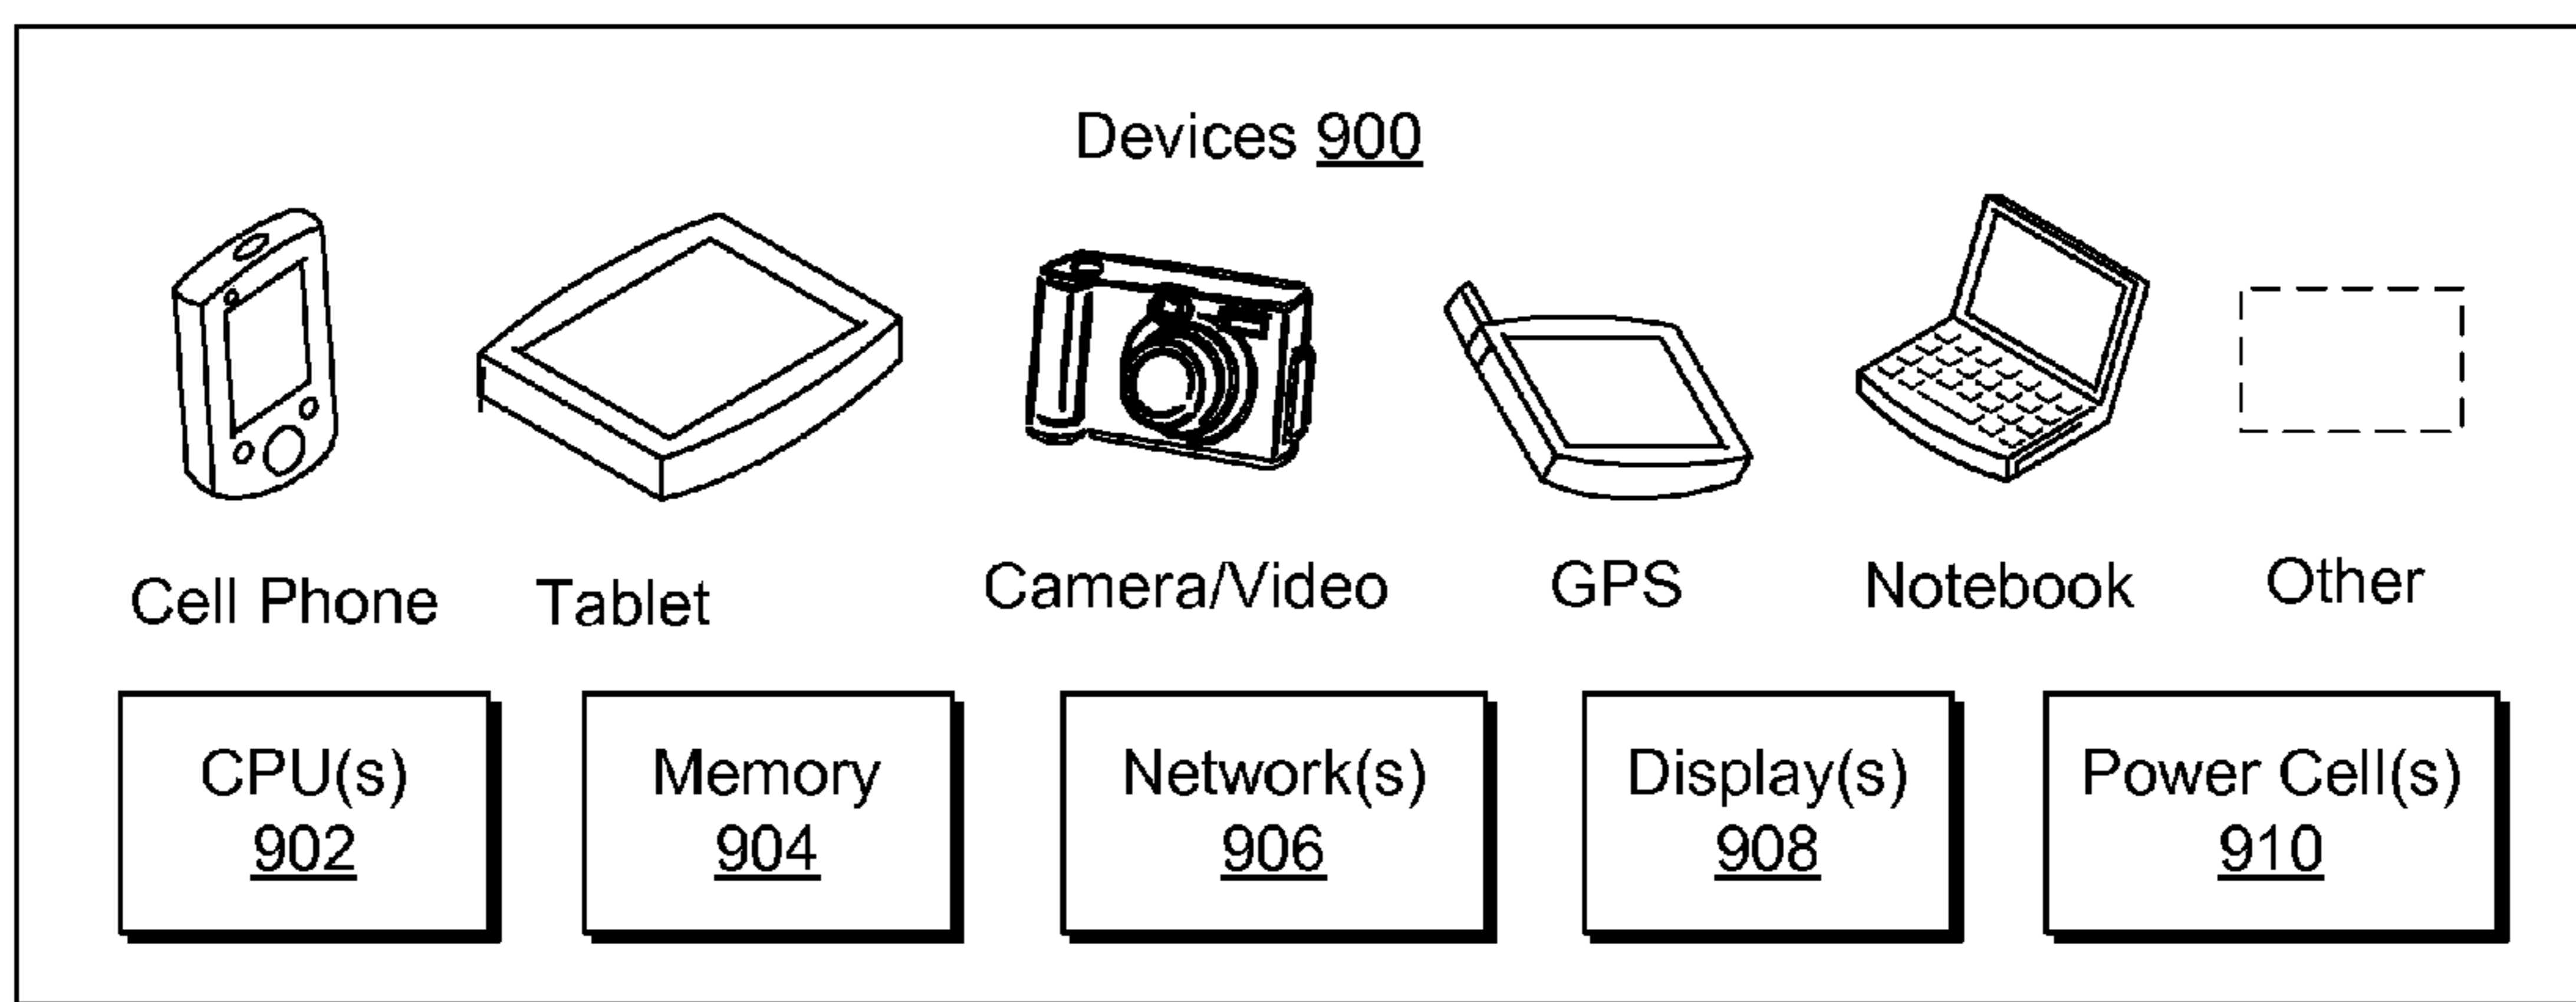 Devices 900
Cell Phone Tablet Camera/Video GPS Notebook Other
CPU(s)
902
Memory
904
Network(s)
906
Display(s)
908
Power Cell(s)
910